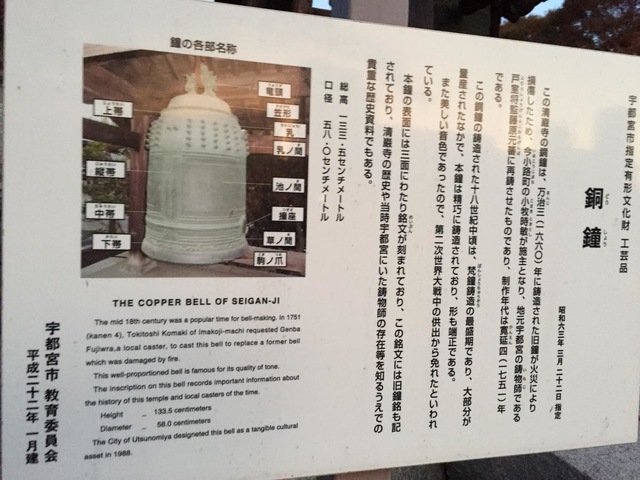 宇都宮市指定有形文化財 工芸品
銅鐘
どう しょう
昭和六三年三月二十二日 指定
この清巖寺の銅鐘は、万治三（一六六〇）年に鋳造された旧鐘が火災により
損傷したため、今小路町の小牧時敏が施主となり、地元宇都宮の鋳物師である
戸室将監藤原元蕃に再鋳させたものであり、制作年代は寛延四（一七五一）年
である。
この銅鐘の鋳造された十八世紀中頃は、梵鐘鋳造の最盛期であり、大部分が
量産されたなかで、本鐘は精巧に鋳造されており、形も端正である。
また美しい音色であったので、第二次世界大戦中の供出から免れたといわれ
ている。
本鐘の表面には三面にわたり銘文が刻まれており、この銘文には旧鐘銘も記
されており、清巖寺の歴史や当時宇都宮にいた鋳物師の存在等を知るうえでの
貴重な歴史資料でもある。
総高 一三三・五センチメートル
口径 五八・〇センチメートル
鐘の各部名称
上帯
縦帯
中帯
下帯
竜頭
笠形
乳
乳ノ間
池ノ間
撞座
草ノ間
駒ノ爪
THE COPPER BELL OF SEIGAN-JI
The mid 18th century was a popular time for bell-making. In 1751
(kanen 4), Tokitoshi Komaki of Imakoji-machi requested Genba
Fujiwra,a local caster, to cast this bell to replace a former bell
which was damaged by fire.
This well-proportioned bell is famous for its quality of tone.
The inscription on this bell records important information about
the history of this temple and local casters of the time.
Height – 133.5 centimeters
Diameter – 58.0 centimeters
The City of Utsunomiya designated this bell as a tangible cultural
asset in 1988.
宇都宮市 教育委員会
平成二十二年一月建